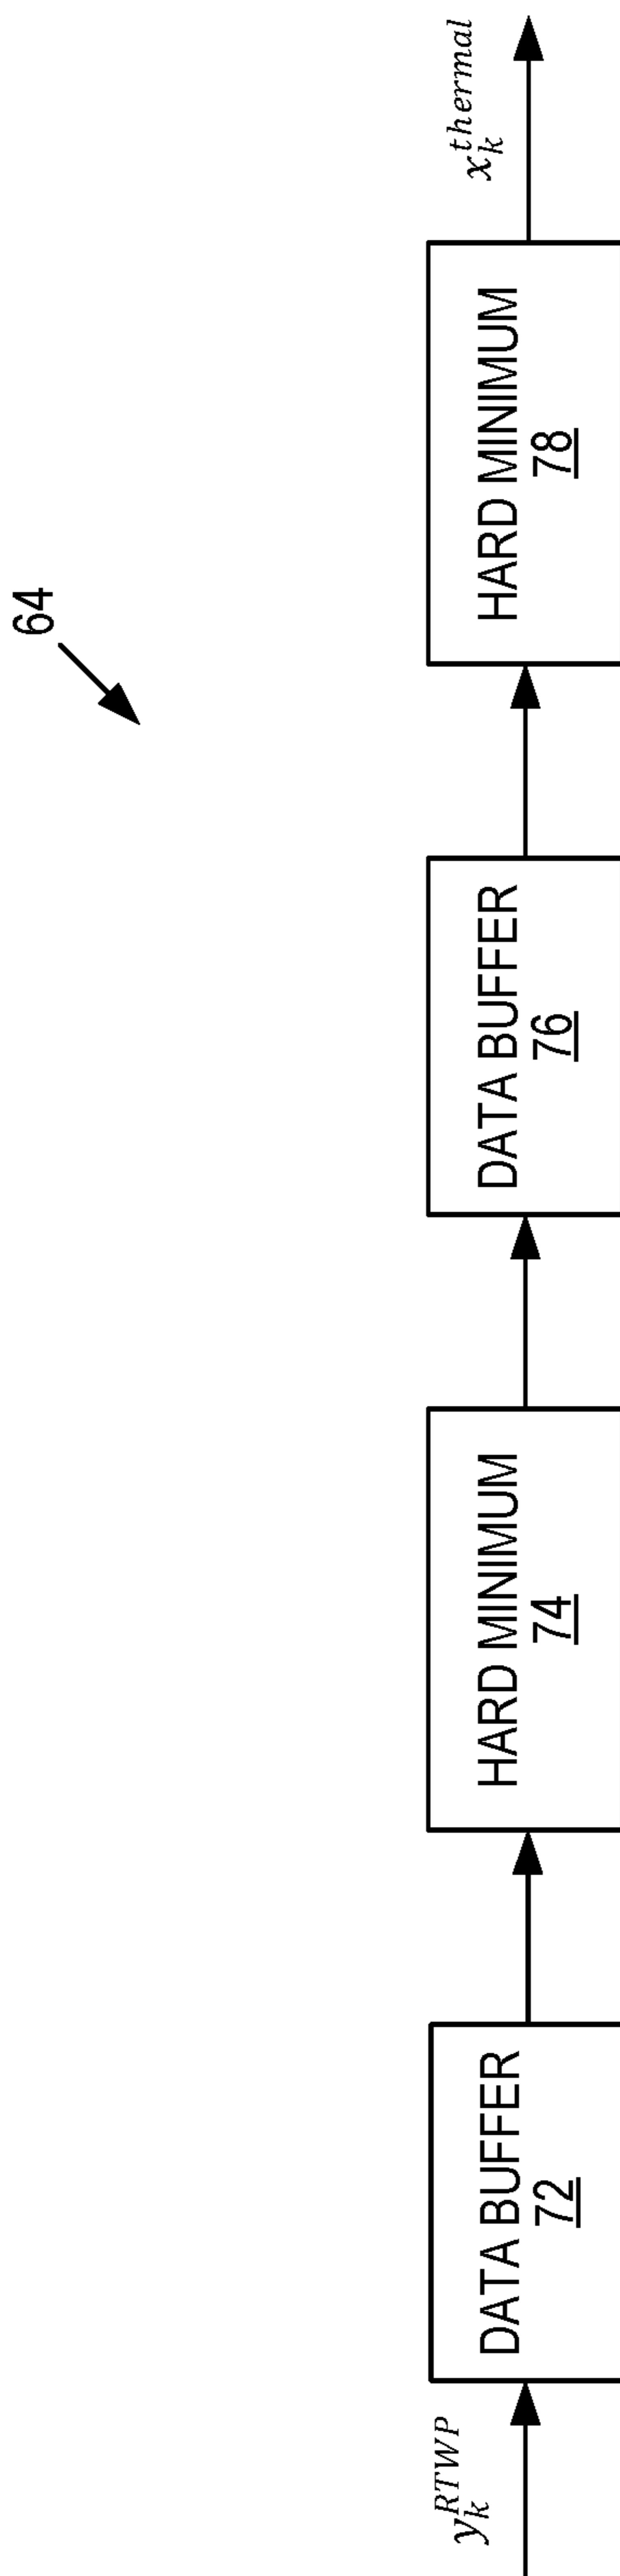 64
y_k^{RTWP}
DATA BUFFER
72
HARD MINIMUM
74
DATA BUFFER
76
HARD MINIMUM
78
x_k^{thermal}